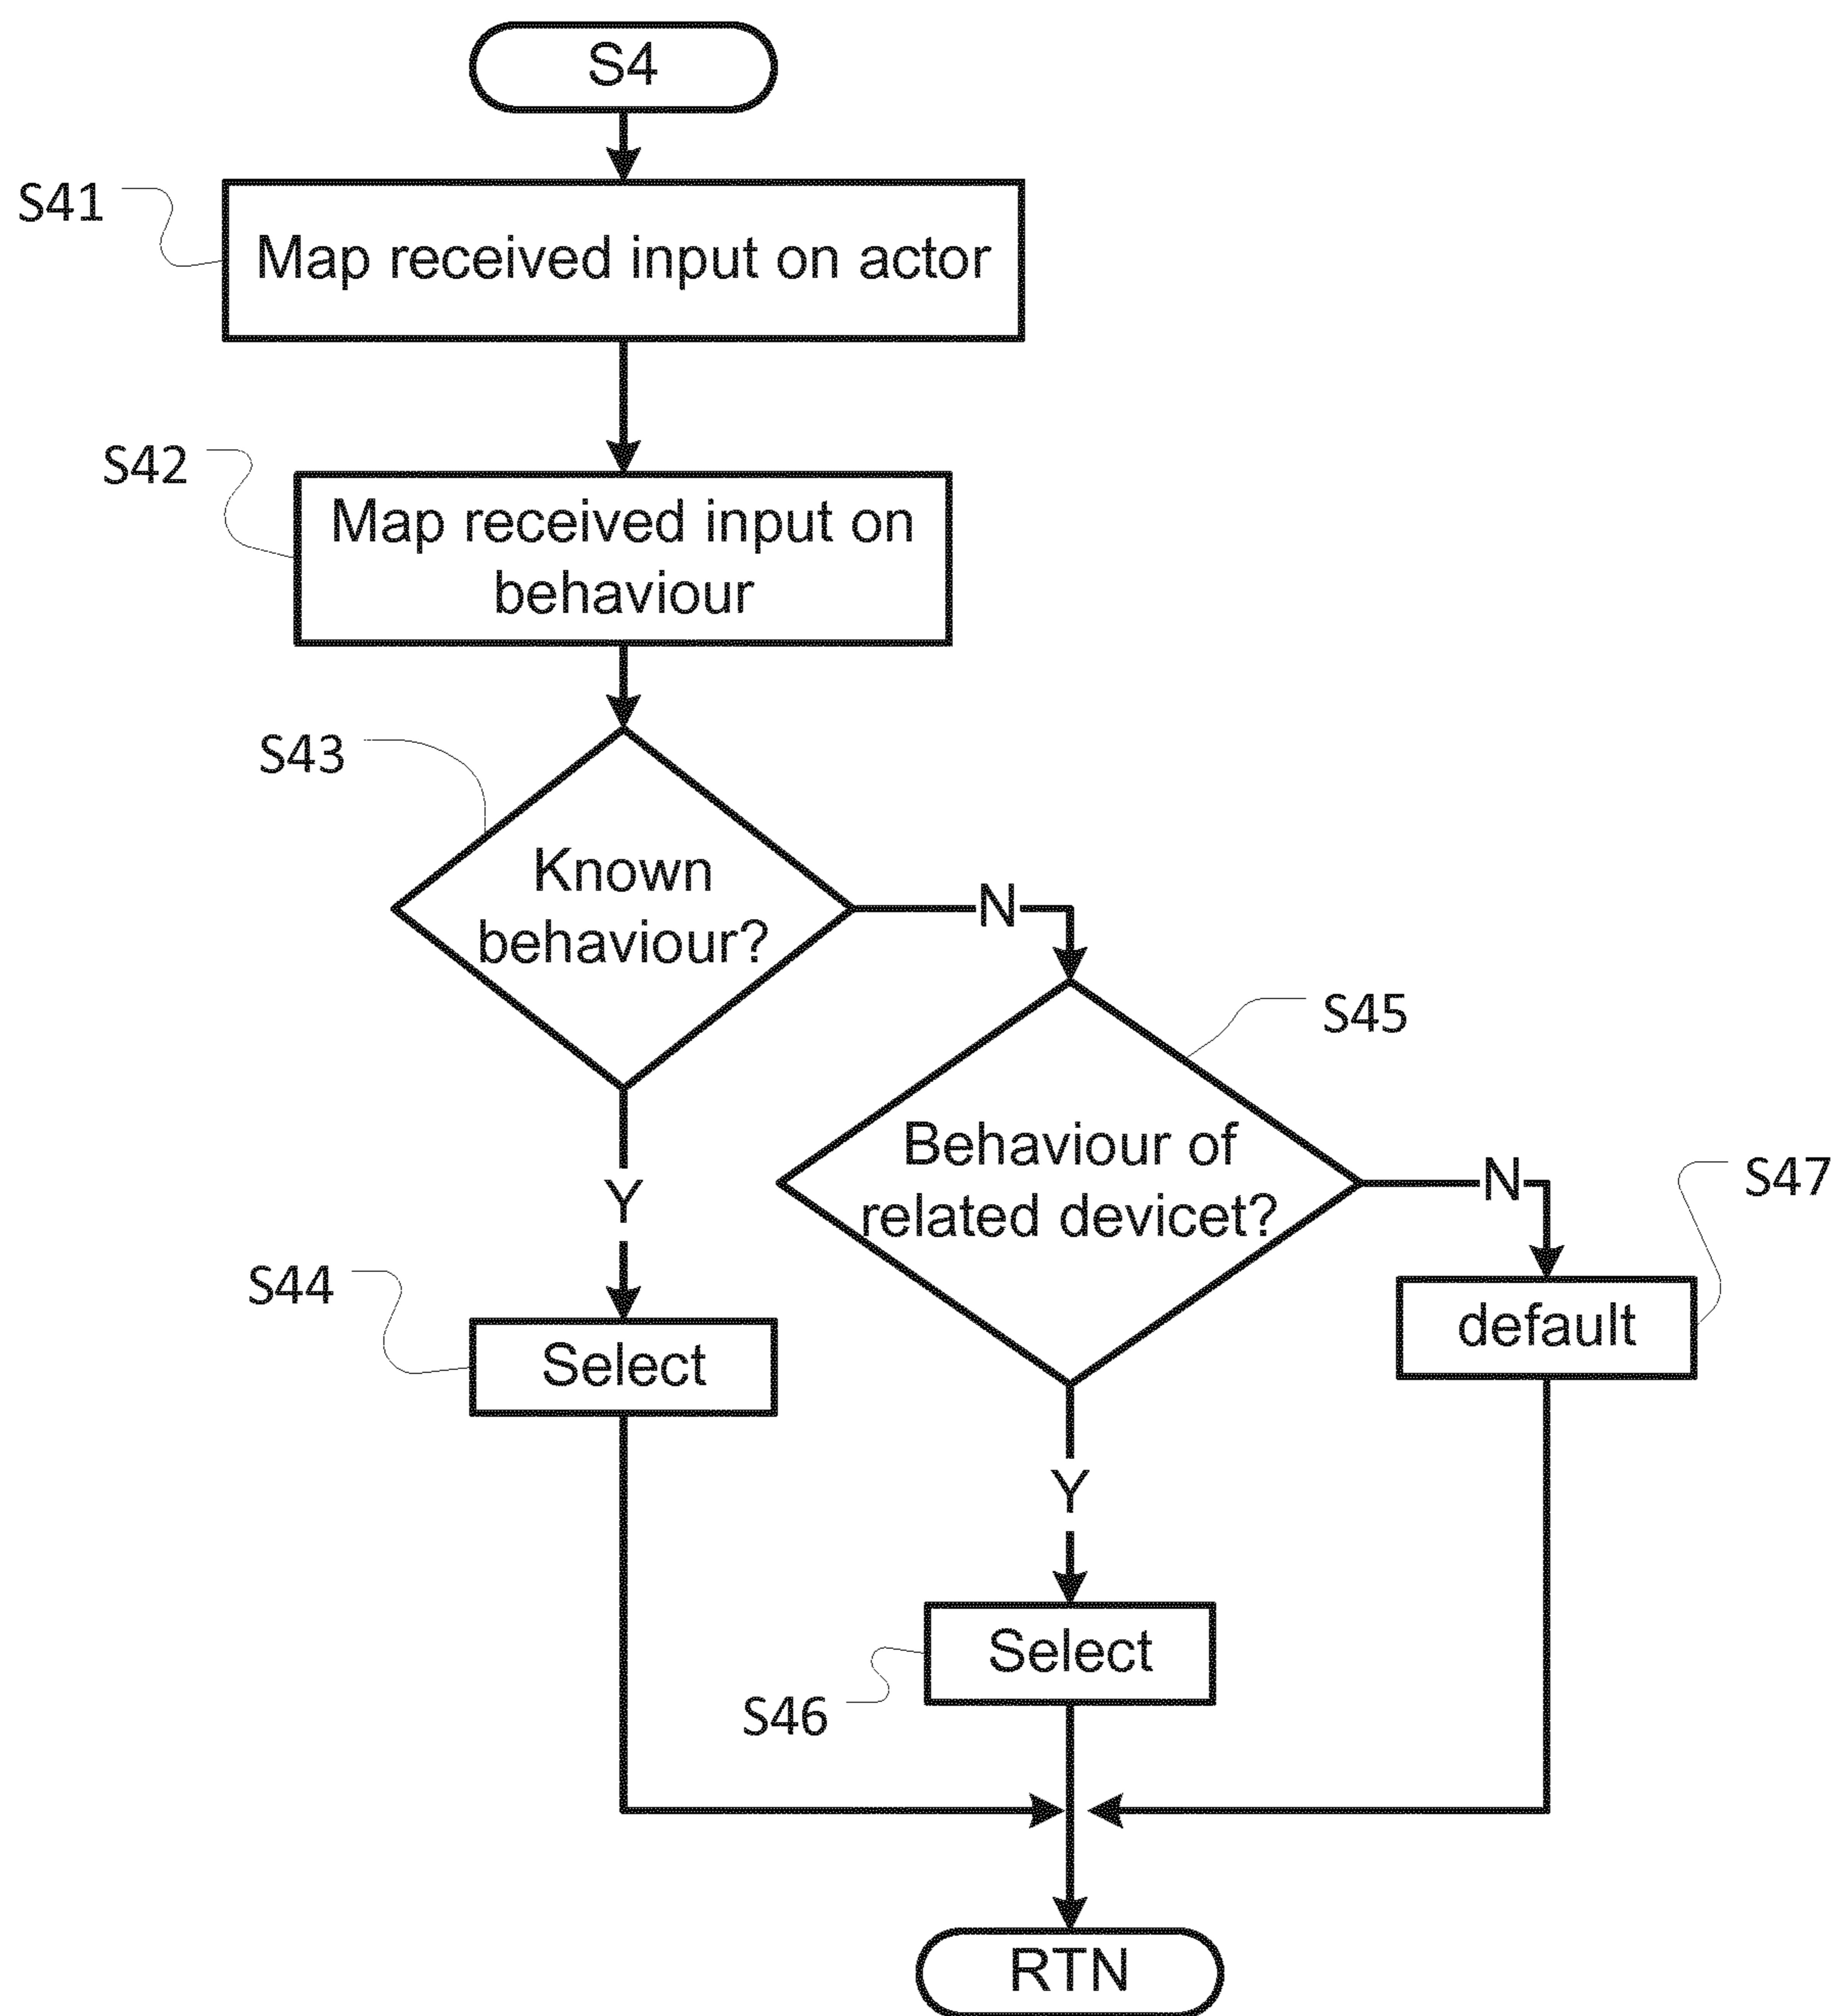 S4
S41
Map received input on actor
S42
Map received input on
behaviour
S43
Known
behaviour?
N
S45
Behaviour of
related devicet?
N
S47
Y
S44
Select
default
Y
Select
S46
RTN